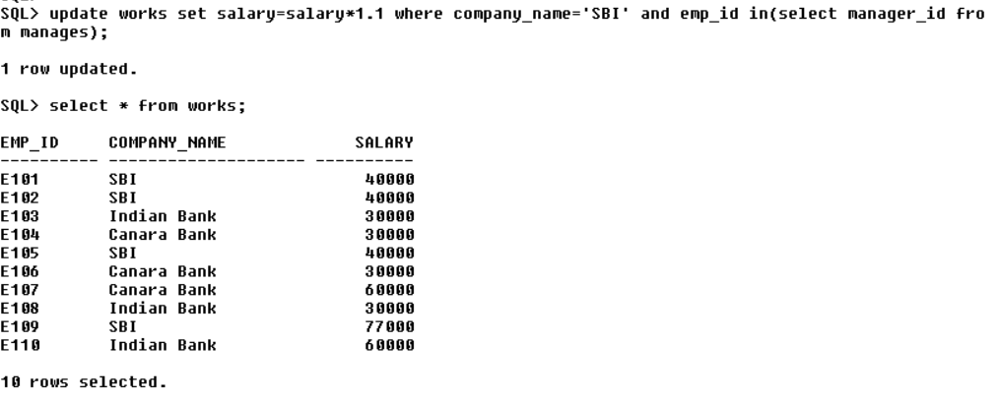 SQL> update works set salary=salary*1.1 where company_name='SBI' and emp_id in(select manager_id fro
m manages);
1 row updated.
SQL> select * from works;
EMP_ID COMPANY_NAME SALARY
---------- -------------------- ----------
E101 SBI 40000
E102 SBI 40000
E103 Indian Bank 30000
E104 Canara Bank 30000
E105 SBI 40000
E106 Canara Bank 30000
E107 Canara Bank 60000
E108 Indian Bank 30000
E109 SBI 77000
E110 Indian Bank 60000
10 rows selected.